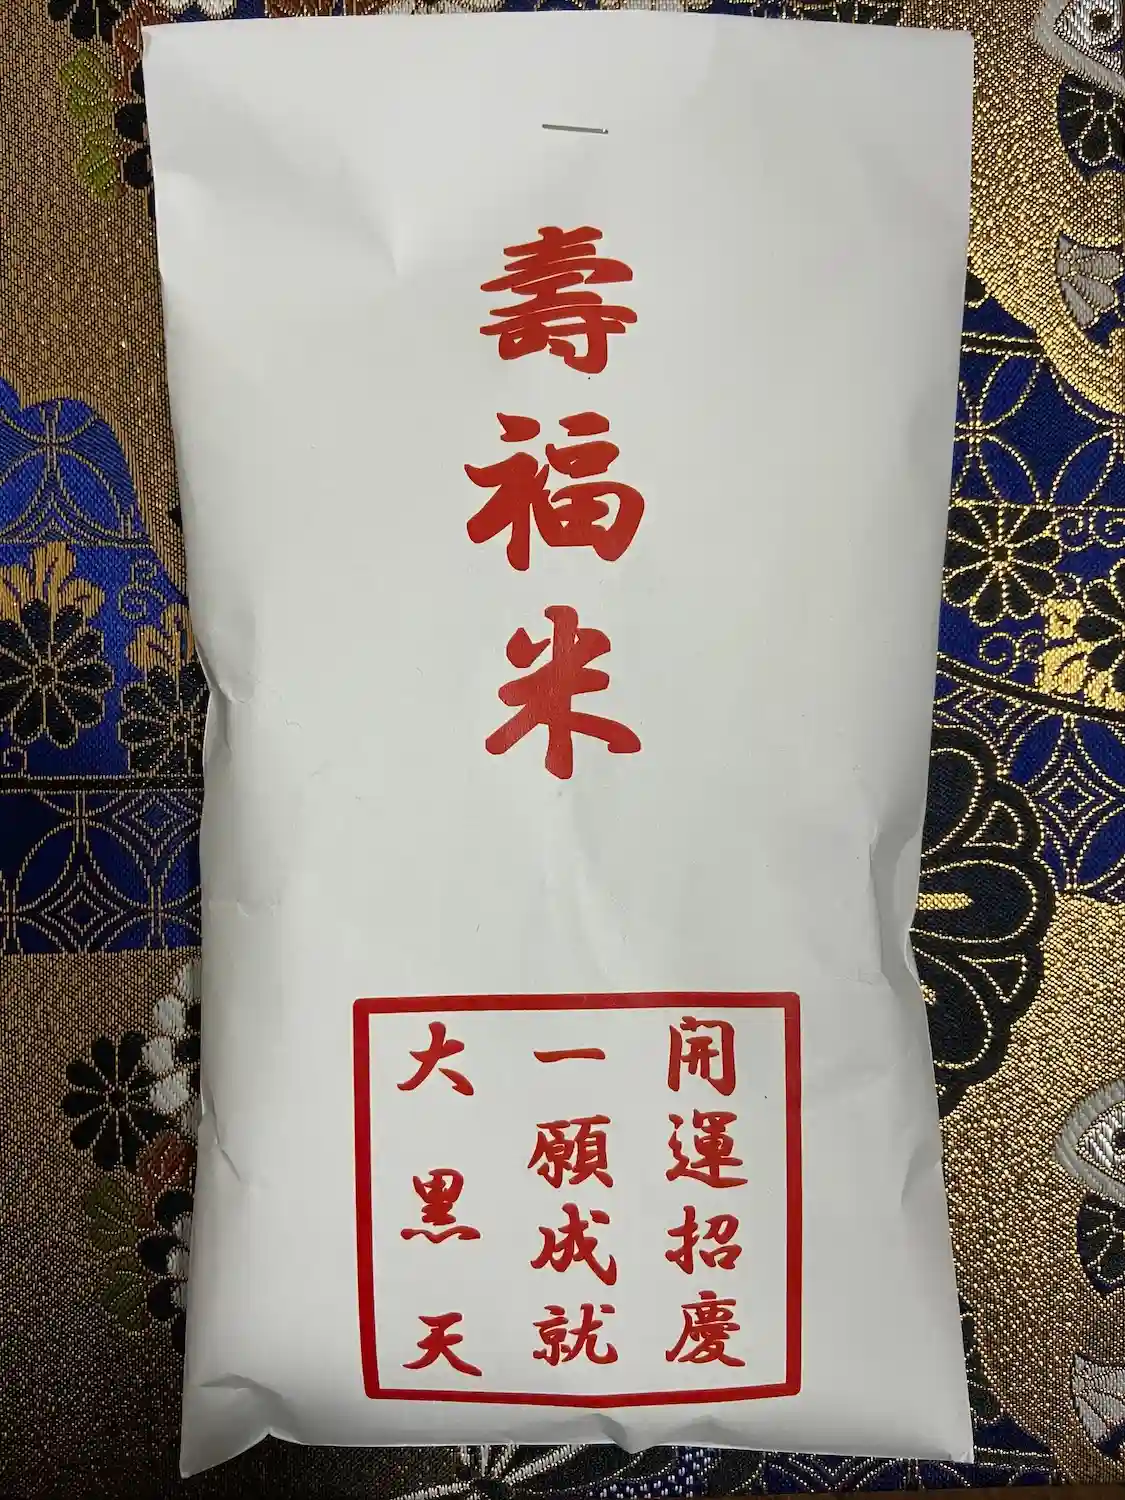 壽福米
開運招慶
一願成就
大黒天